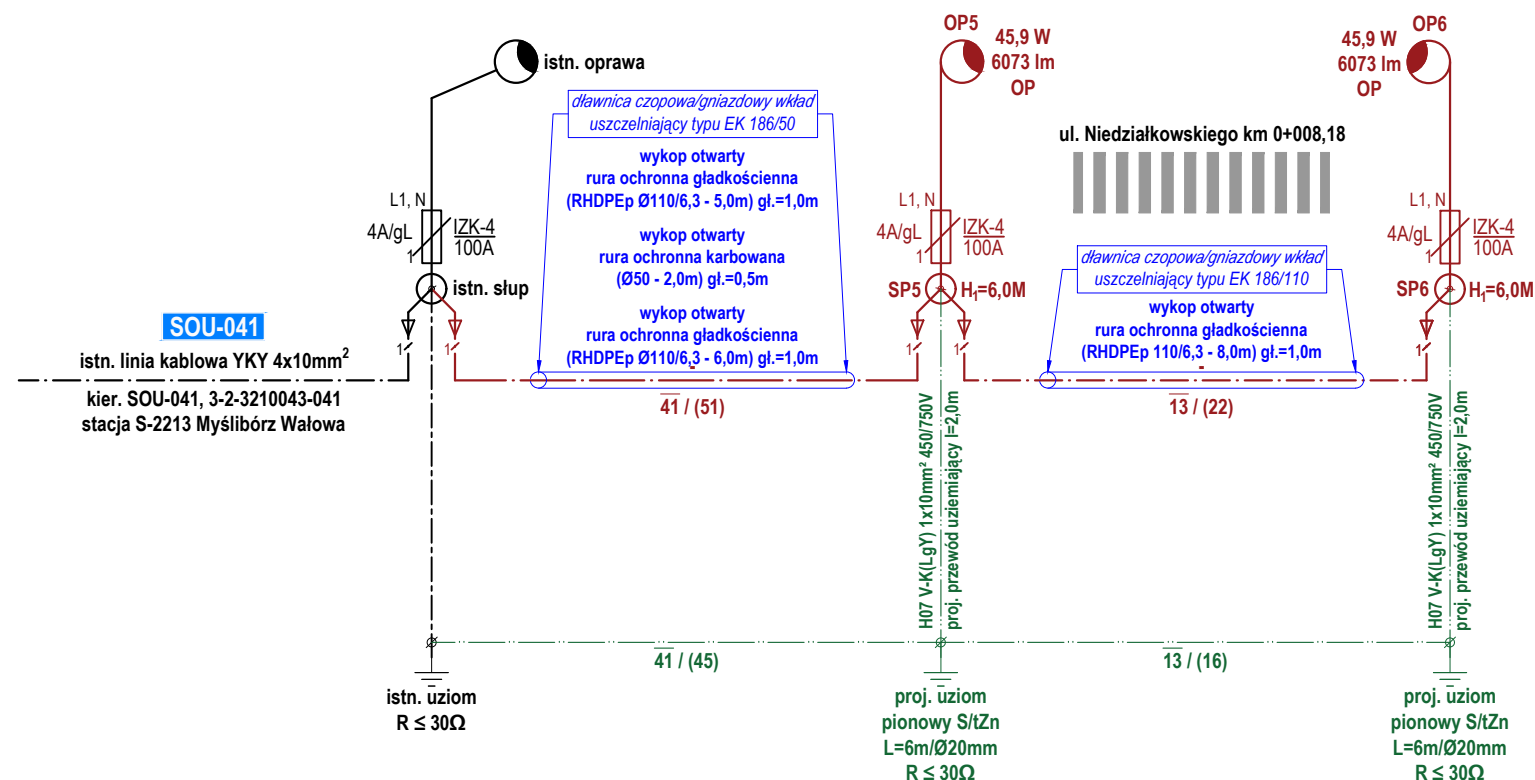 istn. oprawa
OP5
45,9 W
6073 lm
OP
OP6
45,9 W
6073 lm
OP
dławnica czopowa/gniazdowy wkład
uszczelniający typu EK 186/50
wykop otwarty
rura ochronna gładkościenna
(RHDPEp Ø110/6,3 - 5,0m) gł.=1,0m
wykop otwarty
rura ochronna karbowana
(Ø50 - 2,0m) gł.=0,5m
wykop otwarty
rura ochronna gładkościenna
(RHDPEp Ø110/6,3 - 6,0m) gł.=1,0m
ul. Niedziałkowskiego km 0+008,18
L1, N
4A/gL
1
IZK-4
100A
istn. słup
1
1
L1, N
4A/gL
1
IZK-4
100A
SP5
H₁=6,0M
1
1
dławnica czopowa/gniazdowy wkład
uszczelniający typu EK 186/110
wykop otwarty
rura ochronna gładkościenna
(RHDPEp 110/6,3 - 8,0m) gł.=1,0m
L1, N
4A/gL
1
IZK-4
100A
SP6
H₁=6,0M
1
SOU-041
istn. linia kablowa YKY 4x10mm²
kier. SOU-041, 3-2-3210043-041
stacja S-2213 Myślibórz Wałowa
41 / (51)
13 / (22)
H07 V-K(LgY) 1x10mm² 450/750V
proj. przewód uziemiający l=2,0m
H07 V-K(LgY) 1x10mm² 450/750V
proj. przewód uziemiający l=2,0m
41 / (45)
13 / (16)
istn. uziom
R ≤ 30Ω
proj. uziom
pionowy S/tZn
L=6m/Ø20mm
R ≤ 30Ω
proj. uziom
pionowy S/tZn
L=6m/Ø20mm
R ≤ 30Ω